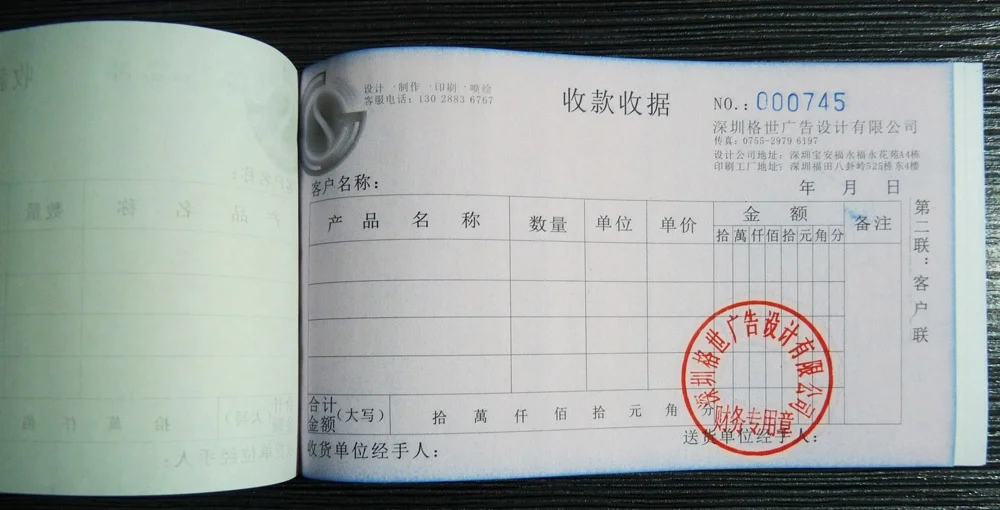 设计·制作·印刷·喷绘
客服电话：130 2883 6767
收款收据
NO.：000745
深圳格世广告设计有限公司
传真：0755-2979 6197
设计公司地址：深圳宝安福永福永花苑A4栋
印刷工厂地址：深圳福田八卦岭525栋东4楼
客户名称：
年 月 日
产 品 名 称 数量 单位 单价 金 额 备注
拾 萬 仟 佰 拾 元 角 分
第二联：客户联
合计金额（大写） 拾 萬 仟 佰 拾 元 角 分
收货单位经手人：
送货单位经手人：
深圳格世广告设计有限公司
财务专用章